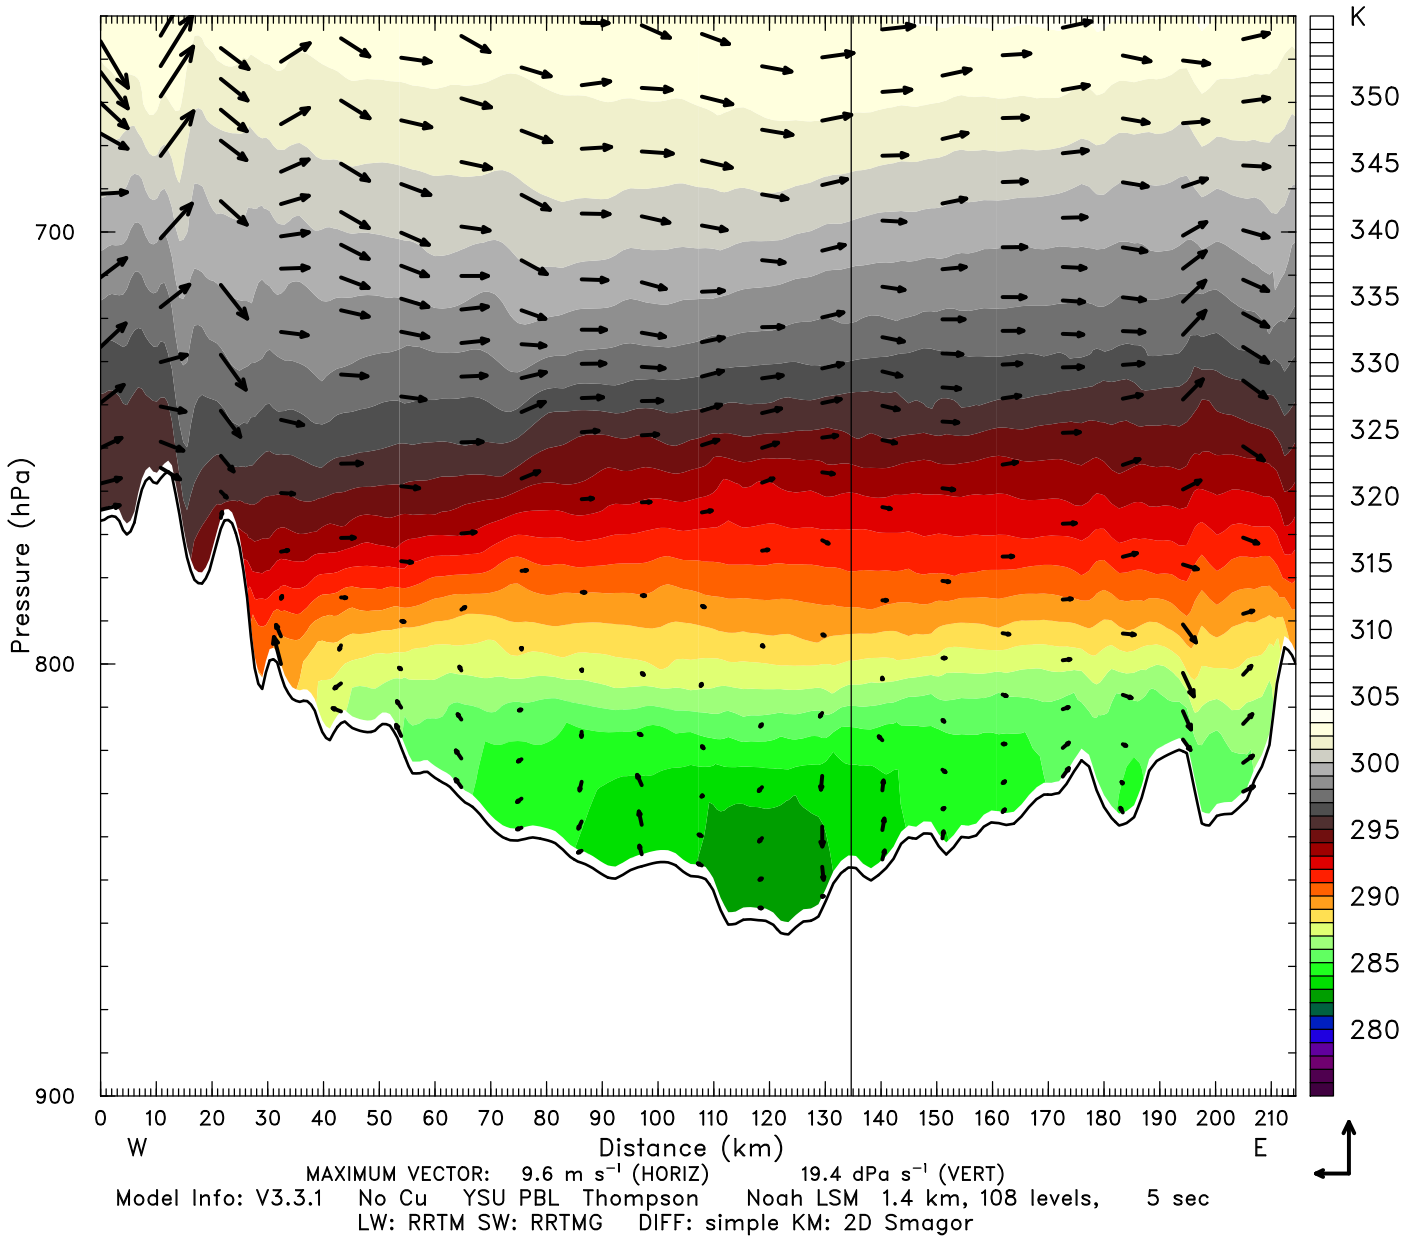 K
350
345
340
335
330
325
320
315
310
305
300
295
290
285
280
700
800
900
Pressure (hPa)
0 10 20 30 40 50 60 70 80 90 100 110 120 130 140 150 160 170 180 190 200 210
W Distance (km) E
MAXIMUM VECTOR: 9.6 m s⁻¹ (HORIZ) 19.4 dPa s⁻¹ (VERT)
Model Info: V3.3.1 No Cu YSU PBL Thompson Noah LSM 1.4 km, 108 levels, 5 sec
LW: RRTM SW: RRTMG DIFF: simple KM: 2D Smagor